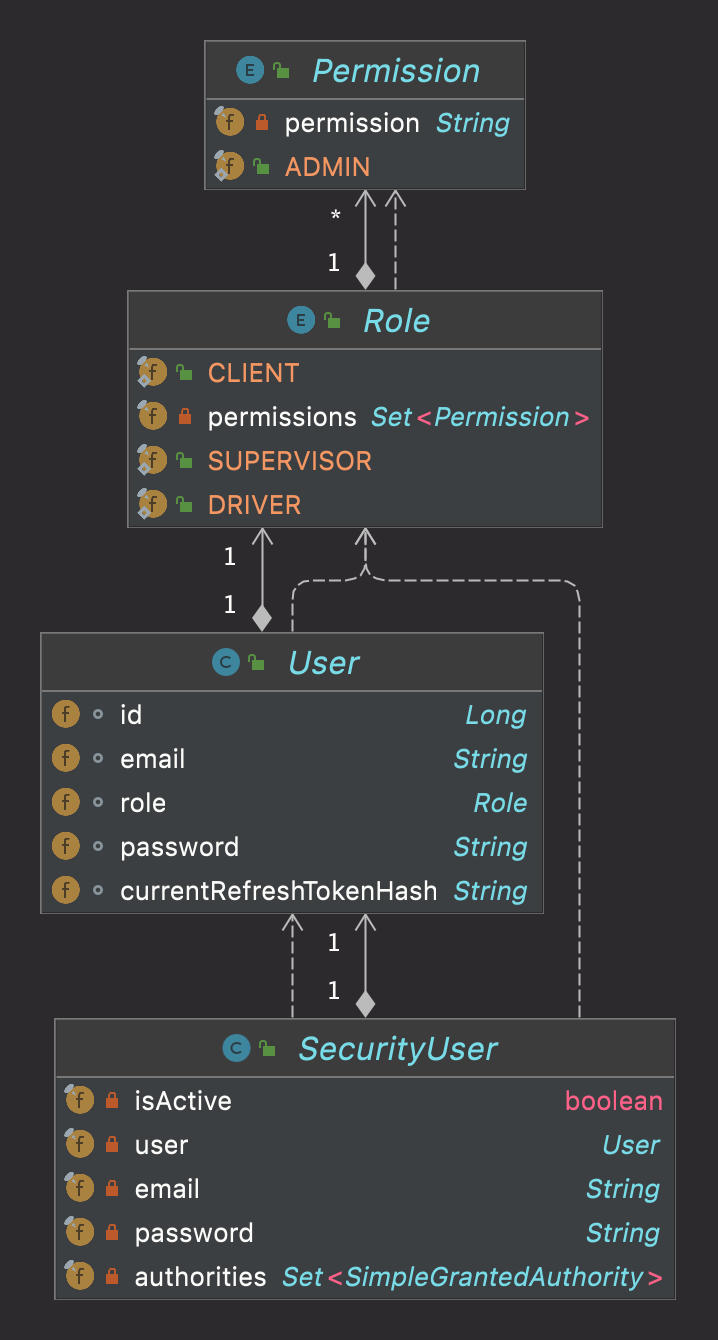 E Permission
f permission String
f ADMIN
*
1
E Role
f CLIENT
f permissions Set<Permission>
f SUPERVISOR
f DRIVER
1
1
C User
f id Long
f email String
f role Role
f password String
f currentRefreshTokenHash String
1
1
C SecurityUser
f isActive boolean
f user User
f email String
f password String
f authorities Set<SimpleGrantedAuthority>